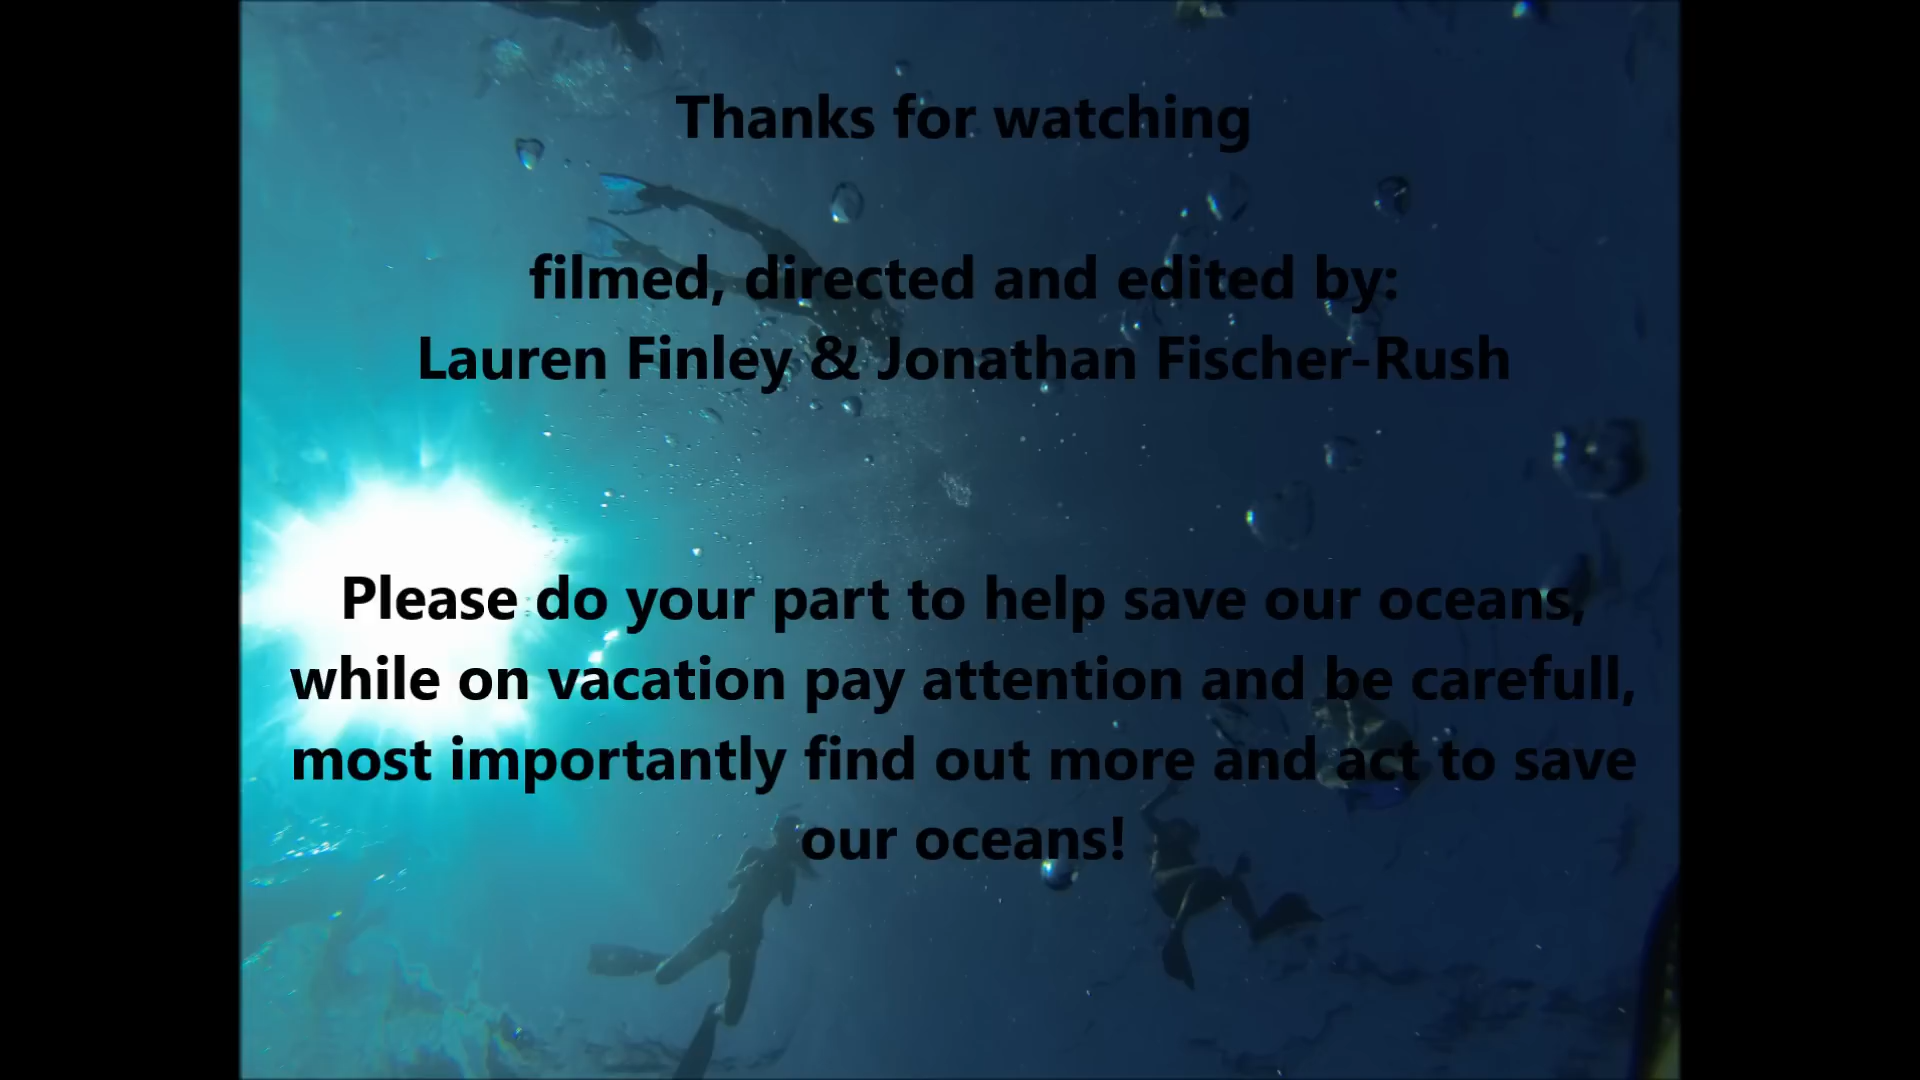 Thanks for watching
filmed, directed and edited by:
Lauren Finley & Jonathan Fischer-Rush
Please do your part to help save our oceans,
while on vacation pay attention and be carefull,
most importantly find out more and act to save
our oceans!